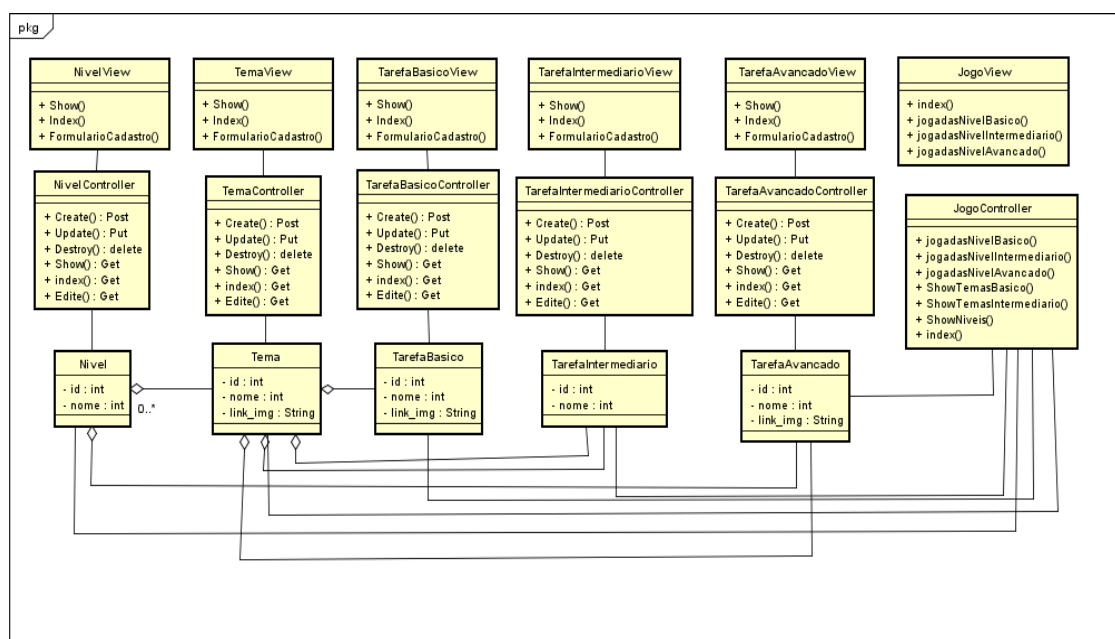 pkg
NivelView
+ Show()
+ Index()
+ FormularioCadastro()
TemaView
+ Show()
+ Index()
+ FormularioCadastro()
TarefaBasicoView
+ Show()
+ Index()
+ FormularioCadastro()
TarefaIntermediarioView
+ Show()
+ Index()
+ FormularioCadastro()
TarefaAvancadoView
+ Show()
+ Index()
+ FormularioCadastro()
JogoView
+ index()
+ jogadasNivelBasico()
+ jogadasNivelIntermediario()
+ jogadasNivelAvancado()
NivelController
+ Create() : Post
+ Update() : Put
+ Destroy() : delete
+ Show() : Get
+ index() : Get
+ Edite() : Get
TemaController
+ Create() : Post
+ Update() : Put
+ Destroy() : delete
+ Show() : Get
+ index() : Get
+ Edite() : Get
TarefaBasicoController
+ Create() : Post
+ Update() : Put
+ Destroy() : delete
+ Show() : Get
+ index() : Get
+ Edite() : Get
TarefaIntermediarioController
+ Create() : Post
+ Update() : Put
+ Destroy() : delete
+ Show() : Get
+ index() : Get
+ Edite() : Get
TarefaAvancadoController
+ Create() : Post
+ Update() : Put
+ Destroy() : delete
+ Show() : Get
+ index() : Get
+ Edite() : Get
JogoController
+ jogadasNivelBasico()
+ jogadasNivelIntermediario()
+ jogadasNivelAvancado()
+ ShowTemasBasico()
+ ShowTemasIntermediario()
+ ShowNiveis()
+ index()
Nivel
- id : int
- nome : int
0..*
Tema
- id : int
- nome : int
- link_img : String
TarefaBasico
- id : int
- nome : int
- link_img : String
TarefaIntermediario
- id : int
- nome : int
TarefaAvancado
- id : int
- nome : int
- link_img : String